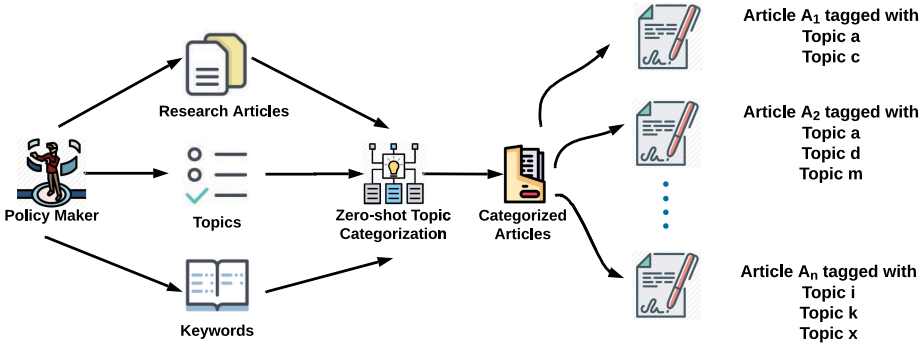 Research Articles
Policy Maker
Topics
Keywords
Zero-shot Topic
Categorization
Categorized
Articles
Article A1 tagged with
Topic a
Topic c
Article A2 tagged with
Topic a
Topic d
Topic m
Article An tagged with
Topic i
Topic k
Topic x